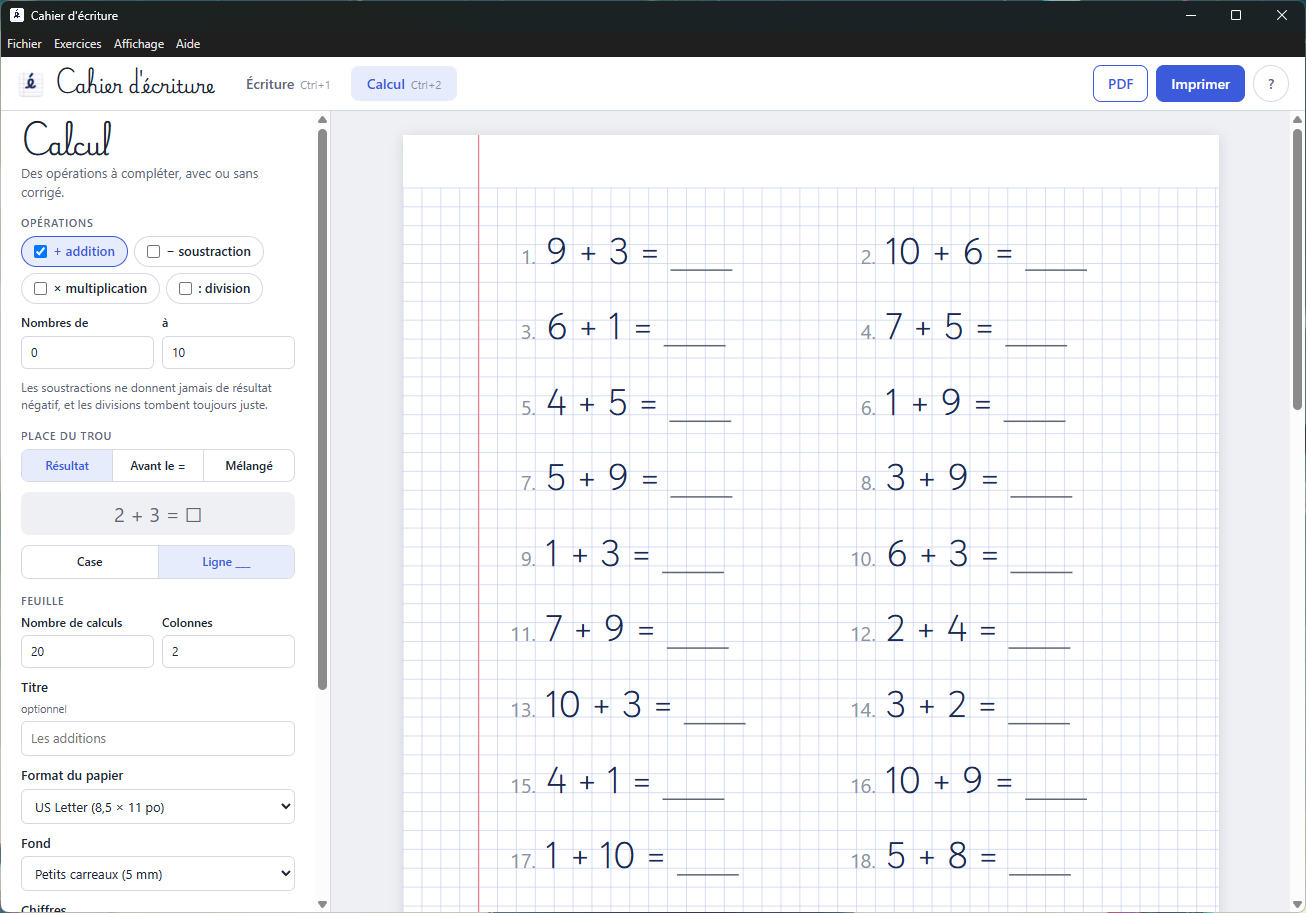 Cahier d'écriture
Fichier Exercices Affichage Aide
é Cahier d'écriture Écriture Ctrl+1 Calcul Ctrl+2 PDF Imprimer ?
Calcul
Des opérations à compléter, avec ou sans
corrigé.
OPÉRATIONS
+ addition − soustraction
× multiplication : division
Nombres de à
0 10
Les soustractions ne donnent jamais de résultat
négatif, et les divisions tombent toujours juste.
PLACE DU TROU
Résultat Avant le = Mélangé
2 + 3 = □
Case Ligne ___
FEUILLE
Nombre de calculs Colonnes
20 2
Titre
optionnel
Les additions
Format du papier
US Letter (8,5 × 11 po)
Fond
Petits carreaux (5 mm)
Chiffres
1. 9 + 3 = ____ 2. 10 + 6 = ____
3. 6 + 1 = ____ 4. 7 + 5 = ____
5. 4 + 5 = ____ 6. 1 + 9 = ____
7. 5 + 9 = ____ 8. 3 + 9 = ____
9. 1 + 3 = ____ 10. 6 + 3 = ____
11. 7 + 9 = ____ 12. 2 + 4 = ____
13. 10 + 3 = ____ 14. 3 + 2 = ____
15. 4 + 1 = ____ 16. 10 + 9 = ____
17. 1 + 10 = ____ 18. 5 + 8 = ____